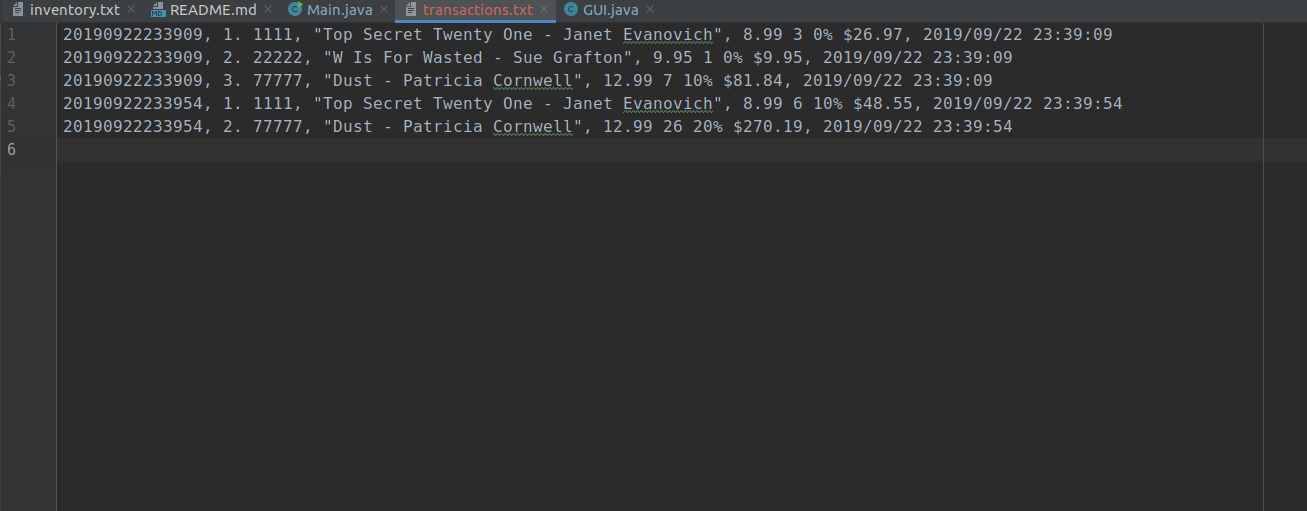 inventory.txt README.md Main.java transactions.txt GUI.java
1 20190922233909, 1. 1111, "Top Secret Twenty One - Janet Evanovich", 8.99 3 0% $26.97, 2019/09/22 23:39:09
2 20190922233909, 2. 22222, "W Is For Wasted - Sue Grafton", 9.95 1 0% $9.95, 2019/09/22 23:39:09
3 20190922233909, 3. 77777, "Dust - Patricia Cornwell", 12.99 7 10% $81.84, 2019/09/22 23:39:09
4 20190922233954, 1. 1111, "Top Secret Twenty One - Janet Evanovich", 8.99 6 10% $48.55, 2019/09/22 23:39:54
5 20190922233954, 2. 77777, "Dust - Patricia Cornwell", 12.99 26 20% $270.19, 2019/09/22 23:39:54
6